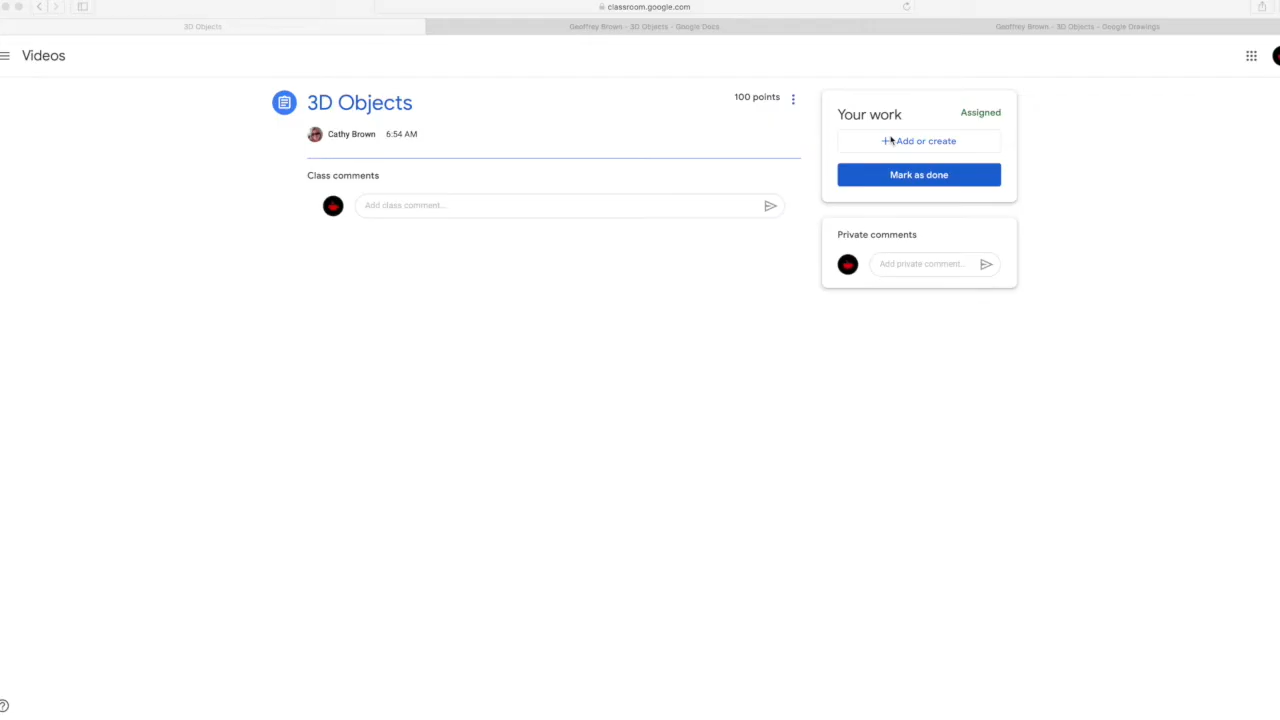 classroom.google.com
3D Objects
Geoffrey Brown - 3D Objects - Google Docs
Geoffrey Brown - 3D Objects - Google Drawings
Videos
3D Objects
100 points
Cathy Brown 6:54 AM
Class comments
Add class comment...
Your work
Assigned
+ Add or create
Mark as done
Private comments
Add private comment...